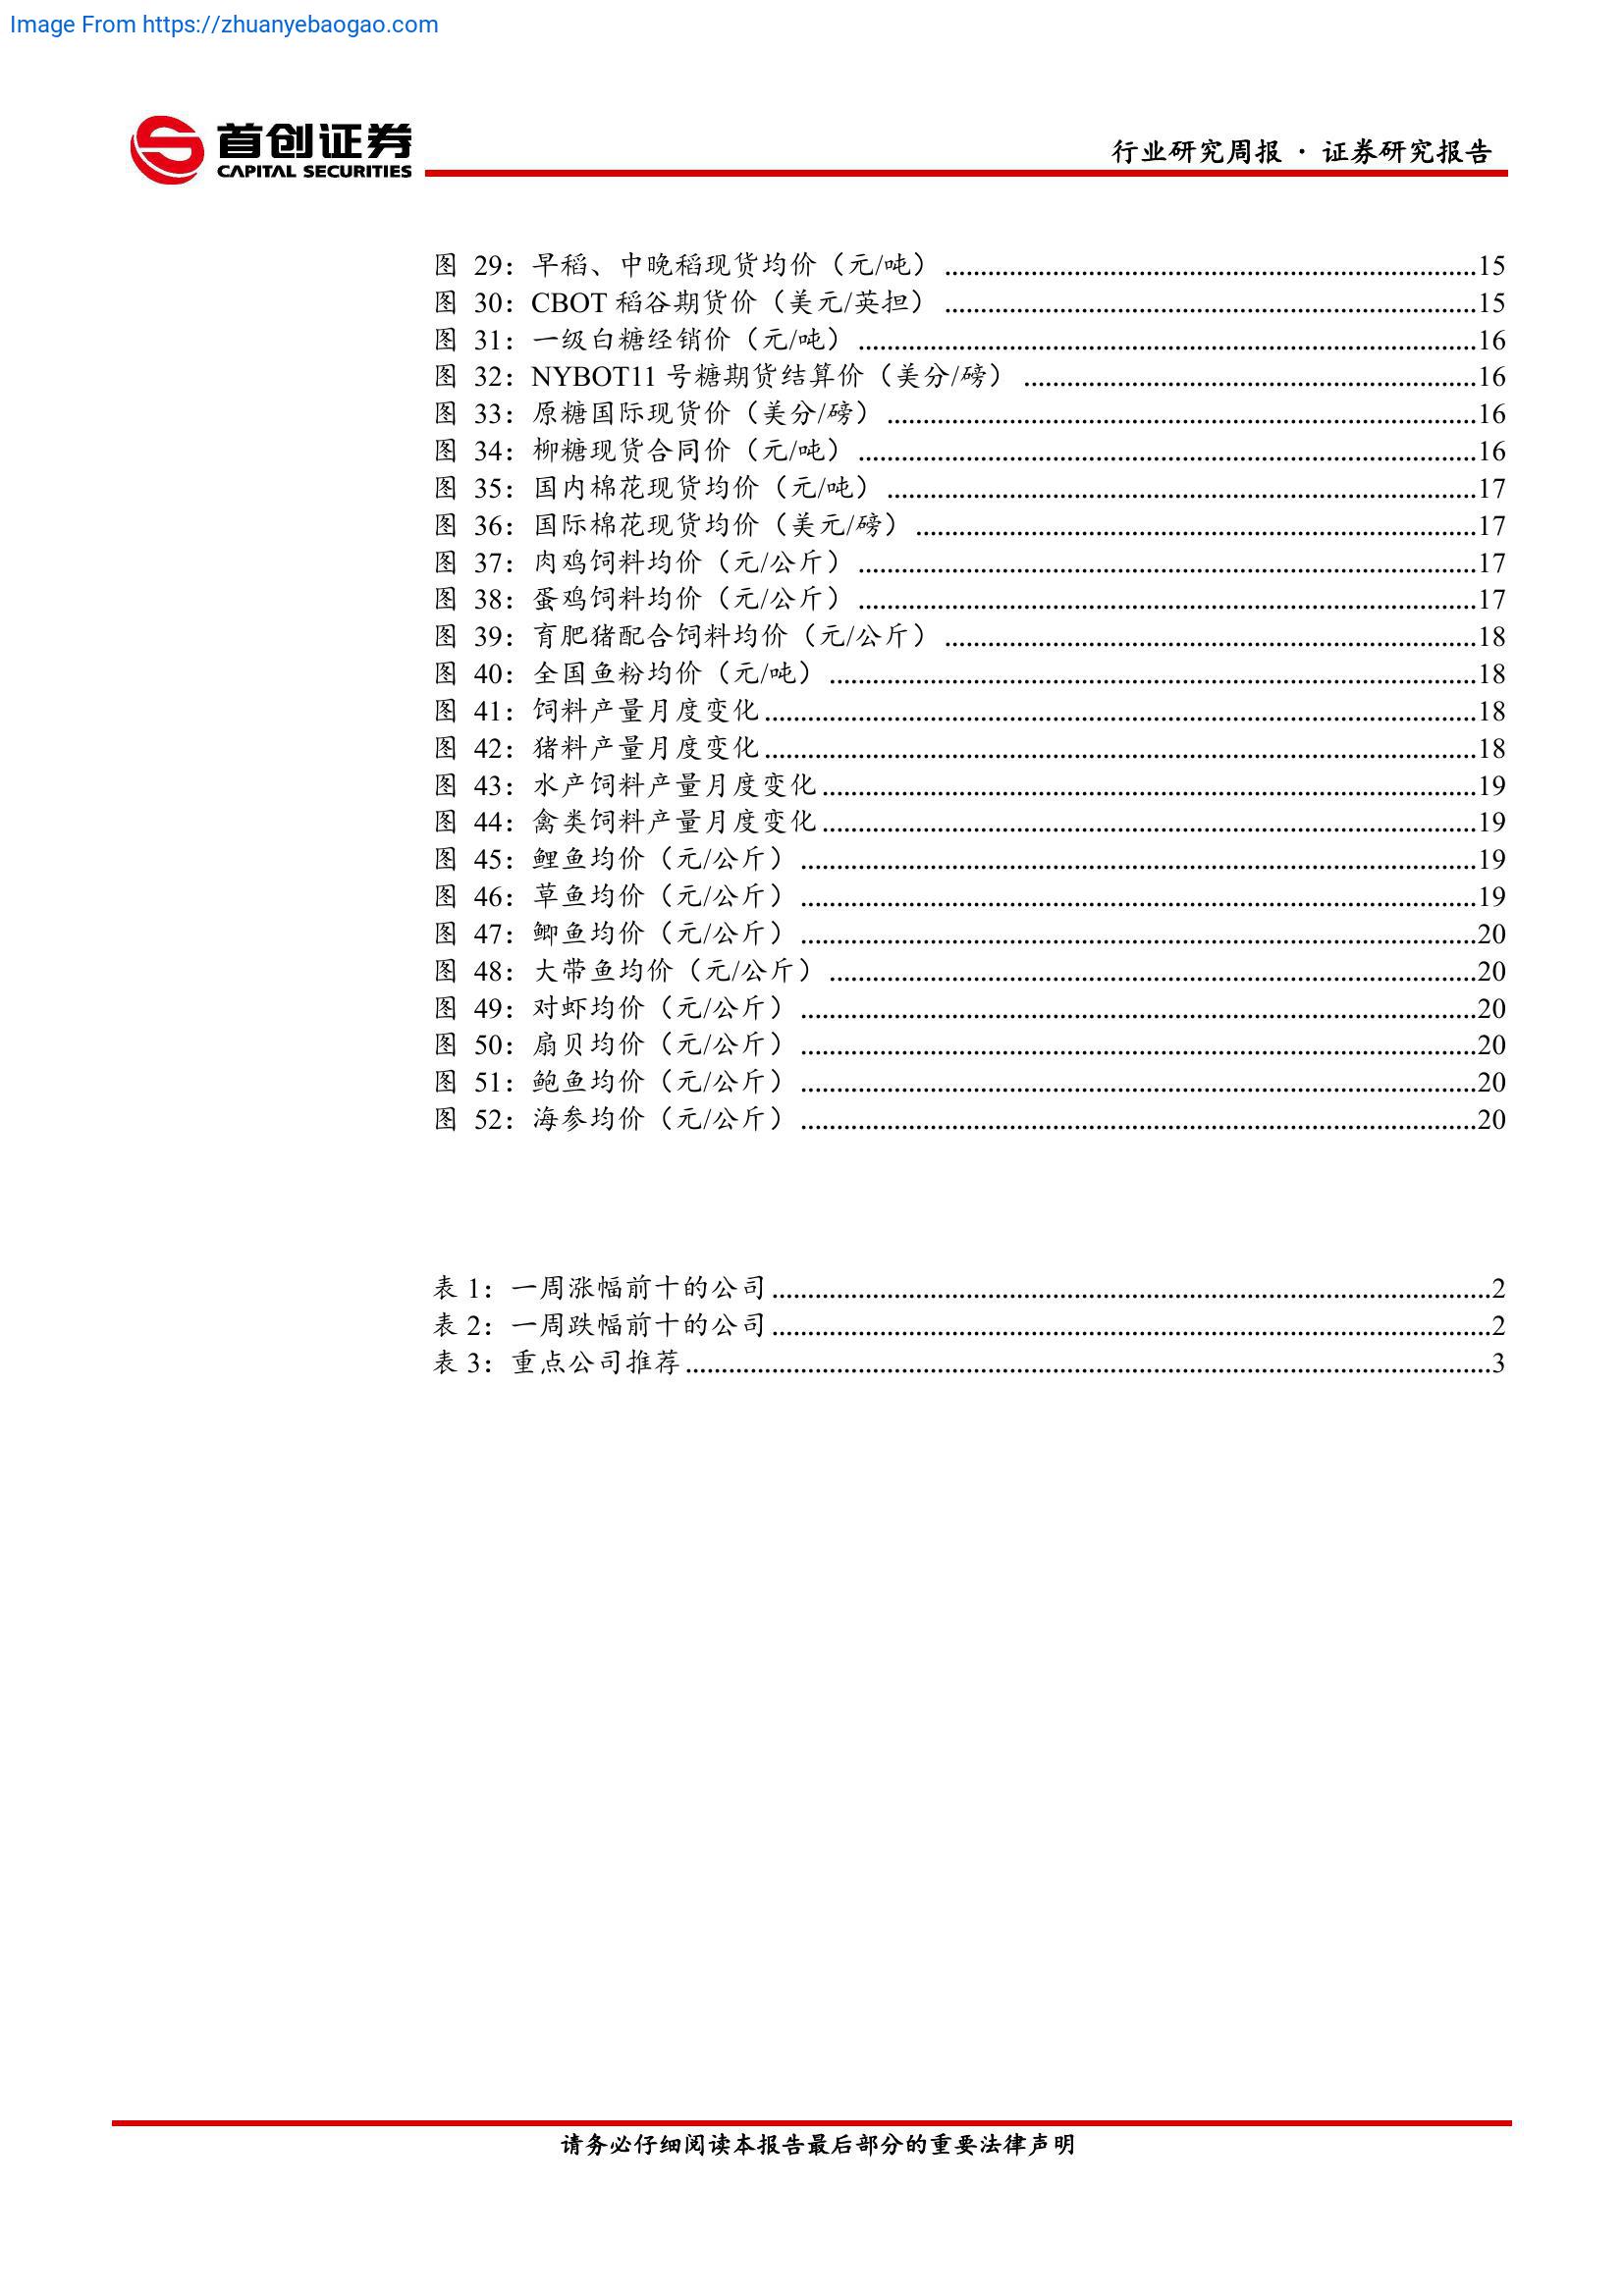 Image From https://zhuanyebaogao.com
首创证券
CAPITAL SECURITIES
行业研究周报 · 证券研究报告
图 29：早稻、中晚稻现货均价（元/吨）..........15
图 30：CBOT 稻谷期货价（美元/英担）..........15
图 31：一级白糖经销价（元/吨）..........16
图 32：NYBOT11 号糖期货结算价（美分/磅）..........16
图 33：原糖国际现货价（美分/磅）..........16
图 34：柳糖现货合同价（元/吨）..........16
图 35：国内棉花现货均价（元/吨）..........17
图 36：国际棉花现货均价（美元/磅）..........17
图 37：肉鸡饲料均价（元/公斤）..........17
图 38：蛋鸡饲料均价（元/公斤）..........17
图 39：育肥猪配合饲料均价（元/公斤）..........18
图 40：全国鱼粉均价（元/吨）..........18
图 41：饲料产量月度变化..........18
图 42：猪料产量月度变化..........18
图 43：水产饲料产量月度变化..........19
图 44：禽类饲料产量月度变化..........19
图 45：鲤鱼均价（元/公斤）..........19
图 46：草鱼均价（元/公斤）..........19
图 47：鲫鱼均价（元/公斤）..........20
图 48：大带鱼均价（元/公斤）..........20
图 49：对虾均价（元/公斤）..........20
图 50：扇贝均价（元/公斤）..........20
图 51：鲍鱼均价（元/公斤）..........20
图 52：海参均价（元/公斤）..........20
表 1：一周涨幅前十的公司..........2
表 2：一周跌幅前十的公司..........2
表 3：重点公司推荐..........3
请务必仔细阅读本报告最后部分的重要法律声明